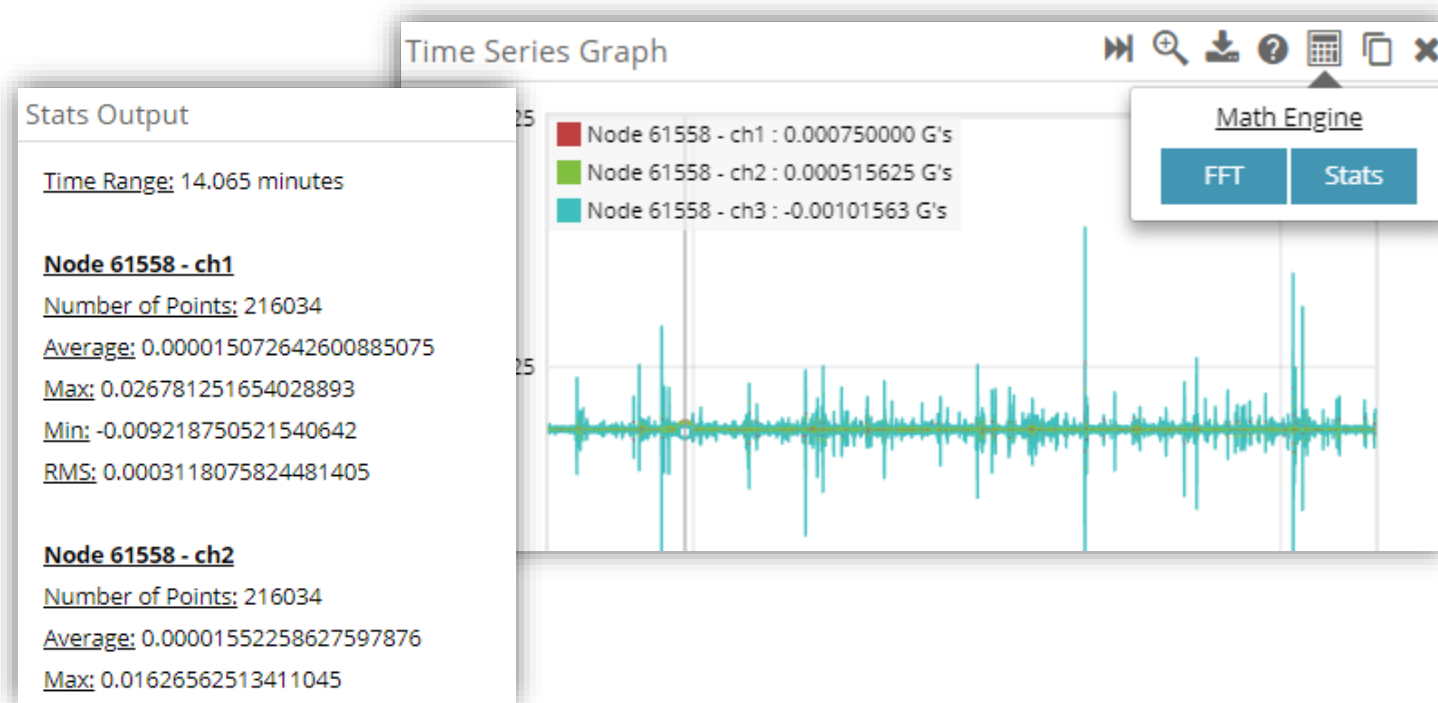 Time Series Graph
Math Engine
FFT
Stats
25
Node 61558 - ch1 : 0.000750000 G's
Node 61558 - ch2 : 0.000515625 G's
Node 61558 - ch3 : -0.00101563 G's
25
Stats Output
Time Range: 14.065 minutes
Node 61558 - ch1
Number of Points: 216034
Average: 0.000015072642600885075
Max: 0.026781251654028893
Min: -0.009218750521540642
RMS: 0.0003118075824481405
Node 61558 - ch2
Number of Points: 216034
Average: 0.00001552258627597876
Max: 0.01626562513411045